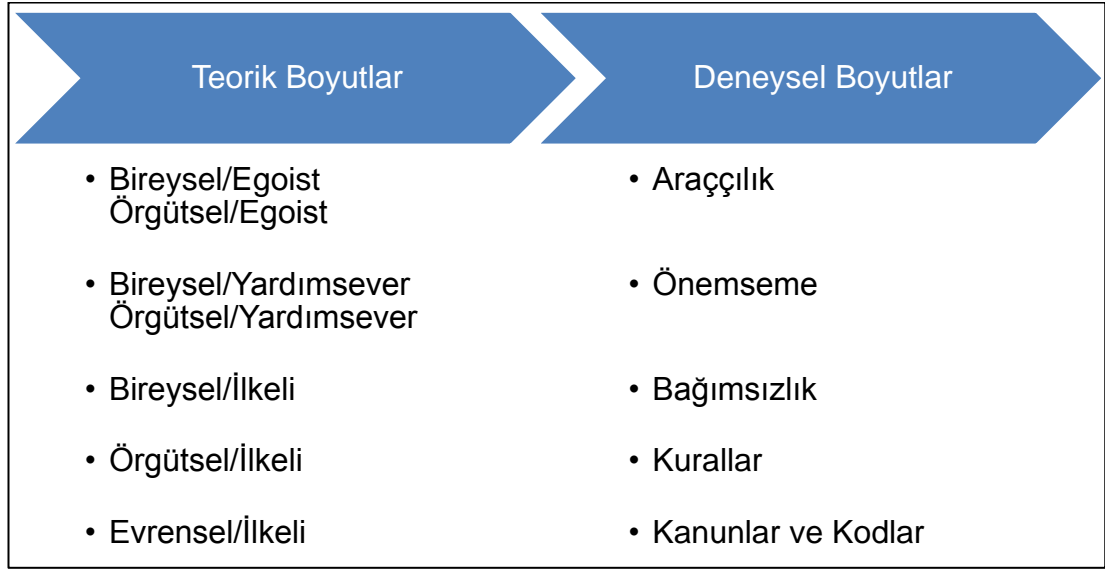 Teorik Boyutlar
Deneysel Boyutlar
• Bireysel/Egoist
Örgütsel/Egoist
• Araççılık
• Bireysel/Yardımsever
Örgütsel/Yardımsever
• Önemseme
• Bireysel/İlkeli
• Bağımsızlık
• Örgütsel/İlkeli
• Kurallar
• Evrensel/İlkeli
• Kanunlar ve Kodlar